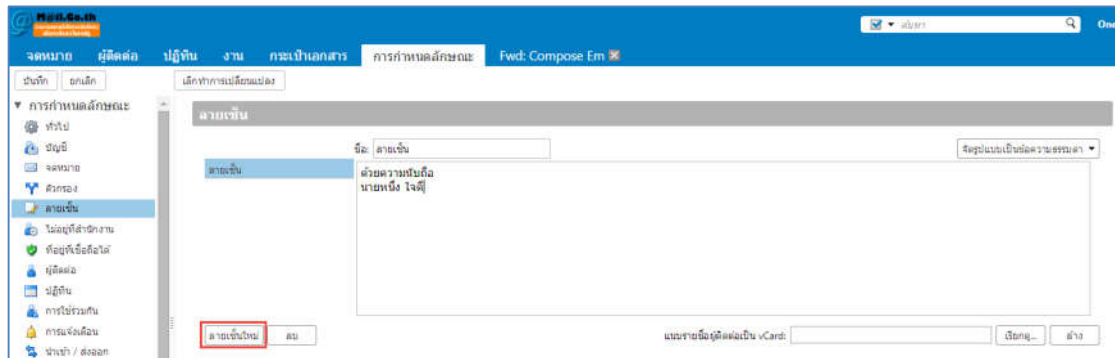 M@il.Go.th
ค้นหา
One
จดหมาย ผู้ติดต่อ ปฏิทิน งาน กระเป๋าเอกสาร การกำหนดลักษณะ Fwd: Compose Em
บันทึก ยกเลิก เลิกทำการเปลี่ยนแปลง
การกำหนดลักษณะ
ลายเซ็น
ทั่วไป
บัญชี
จดหมาย
ตัวกรอง
ลายเซ็น
ไม่อยู่ที่สำนักงาน
ที่อยู่ที่เชื่อถือได้
ผู้ติดต่อ
ปฏิทิน
การใช้ร่วมกัน
การแจ้งเตือน
นำเข้า / ส่งออก
ชื่อ: ลายเซ็น
จัดรูปแบบเป็นข้อความธรรมดา
ลายเซ็น
ด้วยความนับถือ
นายหนึ่ง ใจดี
ลายเซ็นใหม่ ลบ
แนบรายชื่อผู้ติดต่อเป็น vCard: เรียกดู... ล้าง